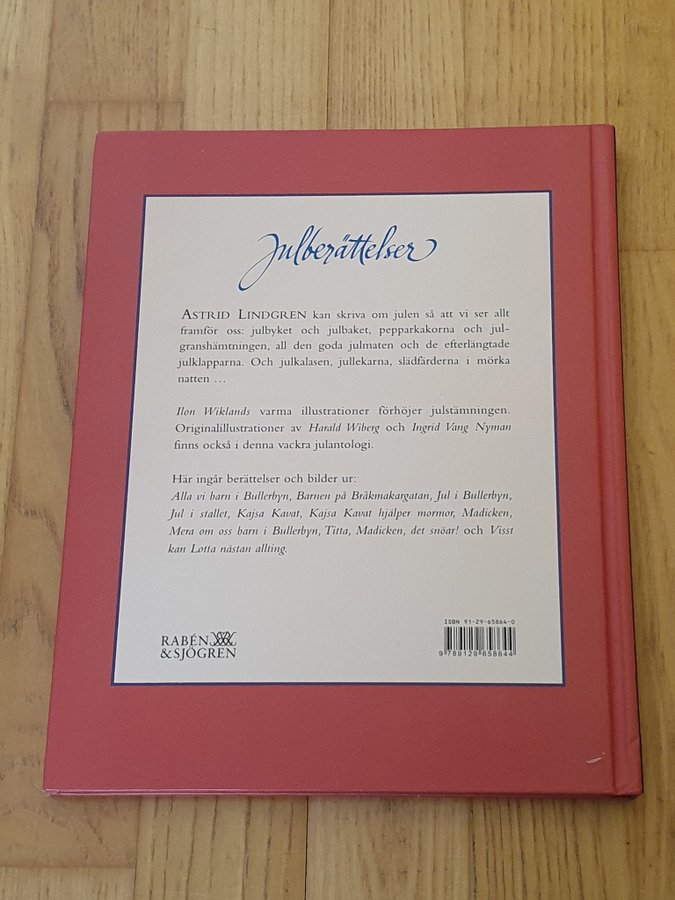 Julberättelser
ASTRID LINDGREN kan skriva om julen så att vi ser allt
framför oss: julbyket och julbaket, pepparkakorna och jul-
granshämtningen, all den goda julmaten och de efterlängtade
julklapparna. Och julkalasen, jullekarna, slädfärderna i mörka
natten ...
Ilon Wiklands varma illustrationer förhöjer julstämningen.
Originalillustrationer av Harald Wiberg och Ingrid Vang Nyman
finns också i denna vackra julantologi.
Här ingår berättelser och bilder ur:
Alla vi barn i Bullerbyn, Barnen på Bråkmakargatan, Jul i Bullerbyn,
Jul i stallet, Kajsa Kavat, Kajsa Kavat hjälper mormor, Madicken,
Mera om oss barn i Bullerbyn, Titta, Madicken, det snöar! och Visst
kan Lotta nästan allting.
RABÉN
& SJÖGREN
ISBN 91-29-65864-0
9 789129 658644